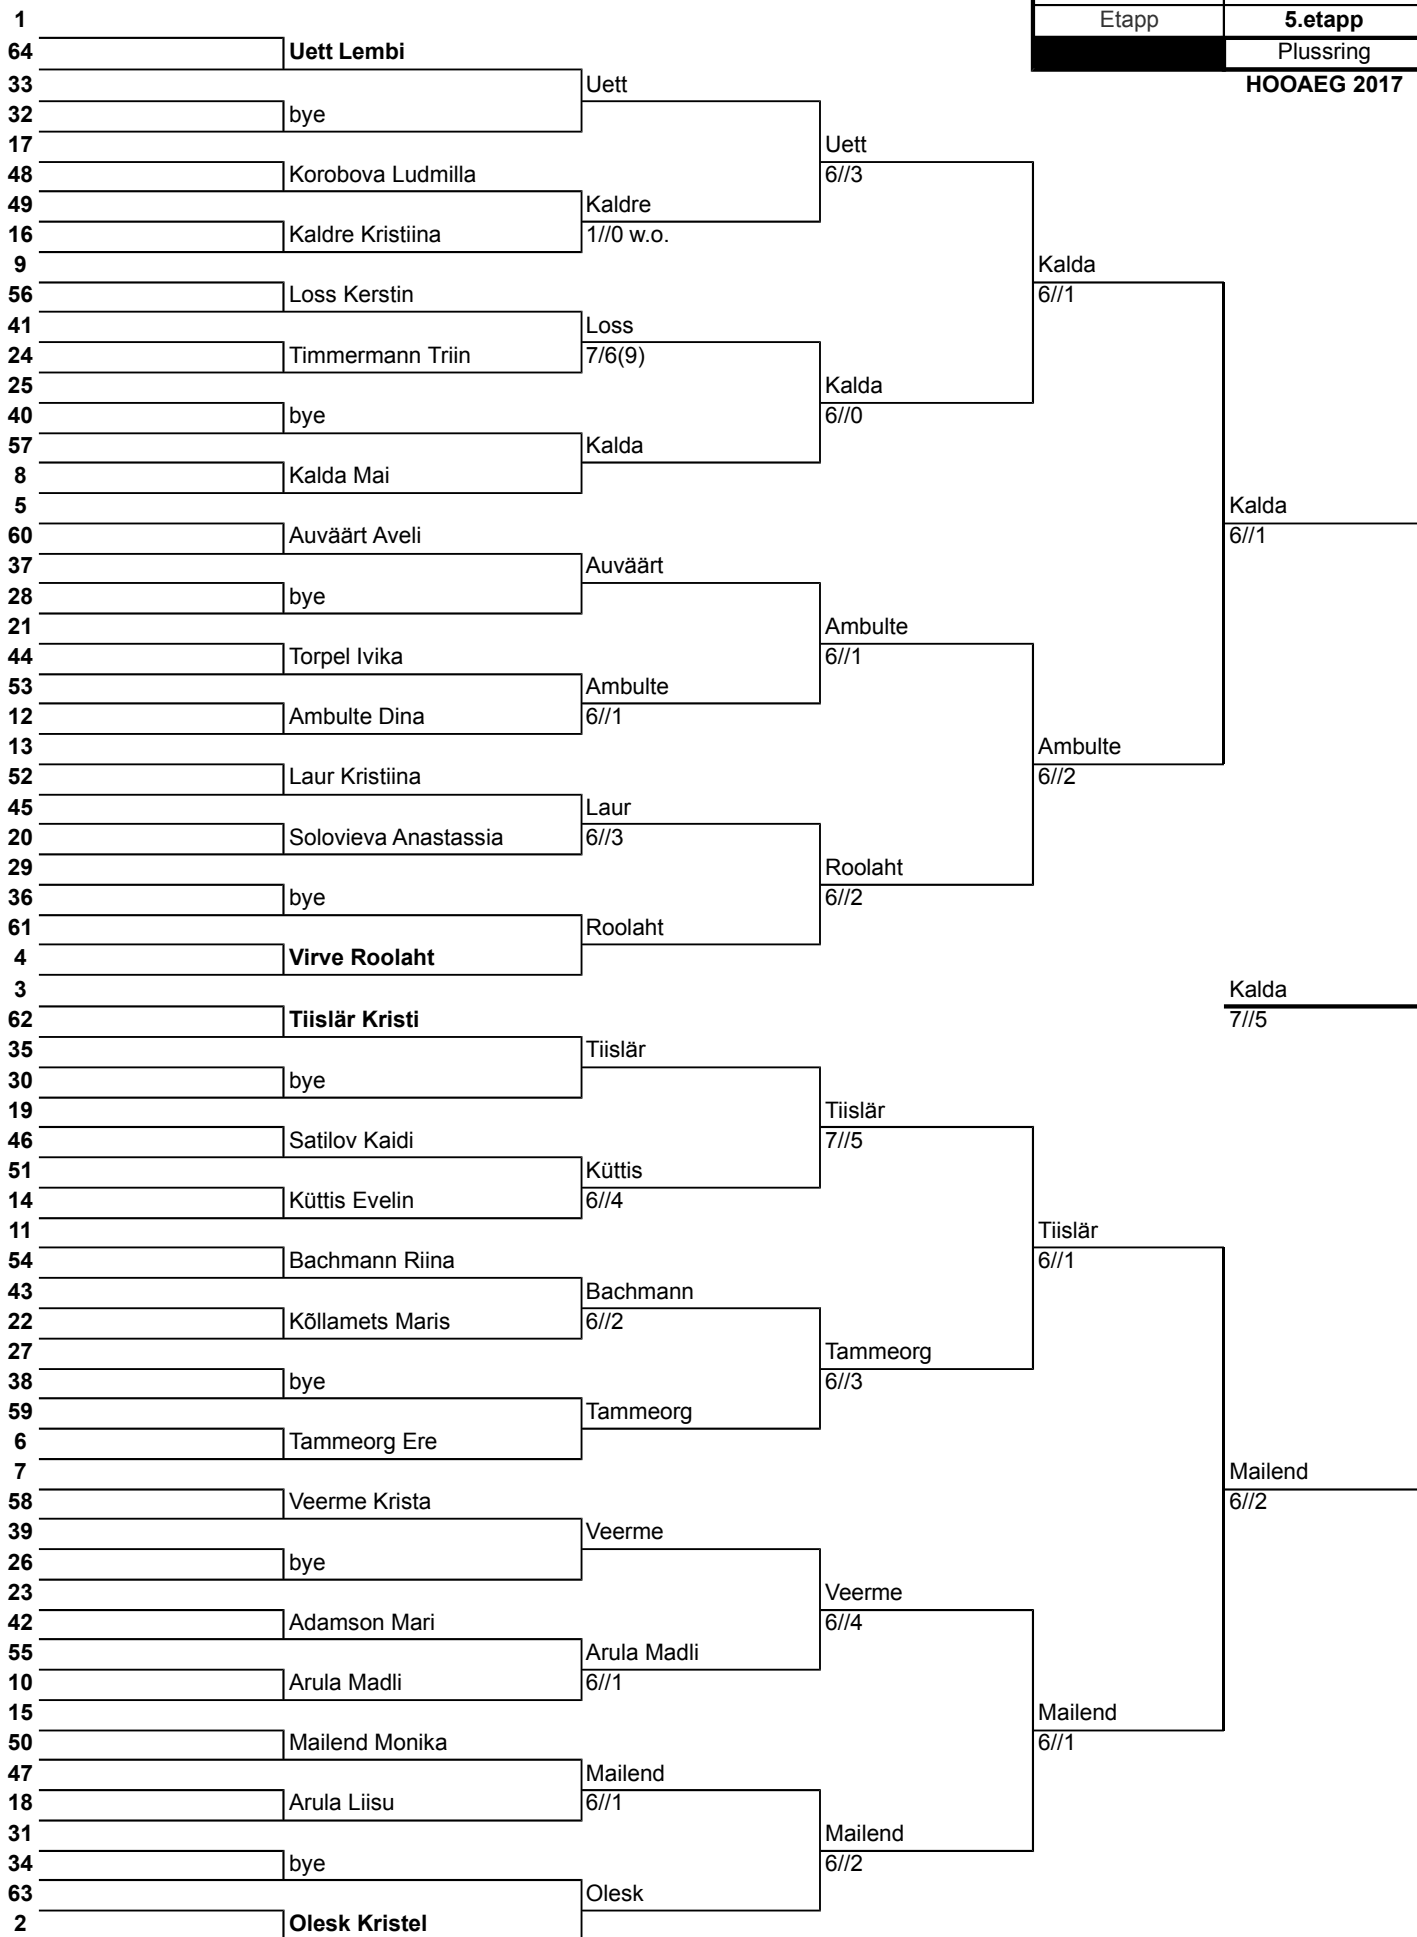 1
Etapp 5.etapp
64 Uett Lembi Plussring
33 Uett HOOAEG 2017
32 bye
17 Uett
48 Korobova Ludmilla 6//3
49 Kaldre
16 Kaldre Kristiina 1//0 w.o.
9 Kalda
56 Loss Kerstin 6//1
41 Loss
24 Timmermann Triin 7/6(9)
25 Kalda
40 bye 6//0
57 Kalda
8 Kalda Mai
5 Kalda
60 Auväärt Aveli 6//1
37 Auväärt
28 bye
21 Ambulte
44 Torpel Ivika 6//1
53 Ambulte
12 Ambulte Dina 6//1
13 Ambulte
52 Laur Kristiina 6//2
45 Laur
20 Solovieva Anastassia 6//3
29 Roolaht
36 bye 6//2
61 Roolaht
4 Virve Roolaht
3 Kalda
62 Tiislär Kristi 7//5
35 Tiislär
30 bye
19 Tiislär
46 Satilov Kaidi 7//5
51 Küttis
14 Küttis Evelin 6//4
11 Tiislär
54 Bachmann Riina 6//1
43 Bachmann
22 Kõllamets Maris 6//2
27 Tammeorg
38 bye 6//3
59 Tammeorg
6 Tammeorg Ere
7 Mailend
58 Veerme Krista 6//2
39 Veerme
26 bye
23 Veerme
42 Adamson Mari 6//4
55 Arula Madli
10 Arula Madli 6//1
15 Mailend
50 Mailend Monika 6//1
47 Mailend
18 Arula Liisu 6//1
31 Mailend
34 bye 6//2
63 Olesk
2 Olesk Kristel